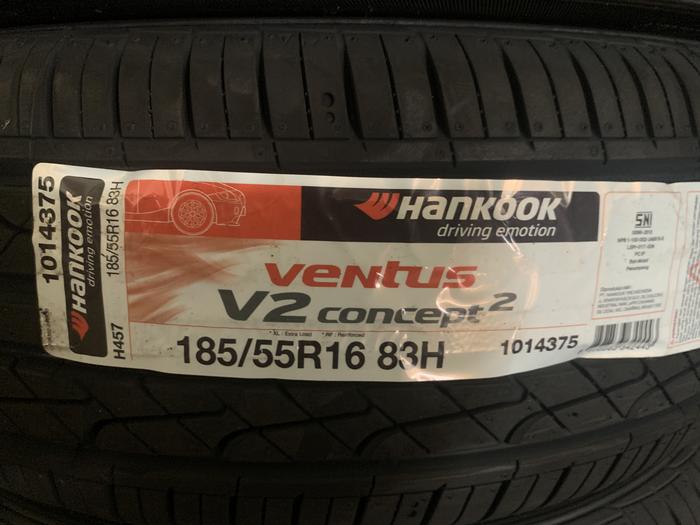 1014375
HANKOOK
driving emotion
185/55R16 83H
H457
HANKOOK
driving emotion
Ventus
V2 concept2
* XL : Extra Load * RF : Reinforced
185/55R16 83H
1014375
SNI